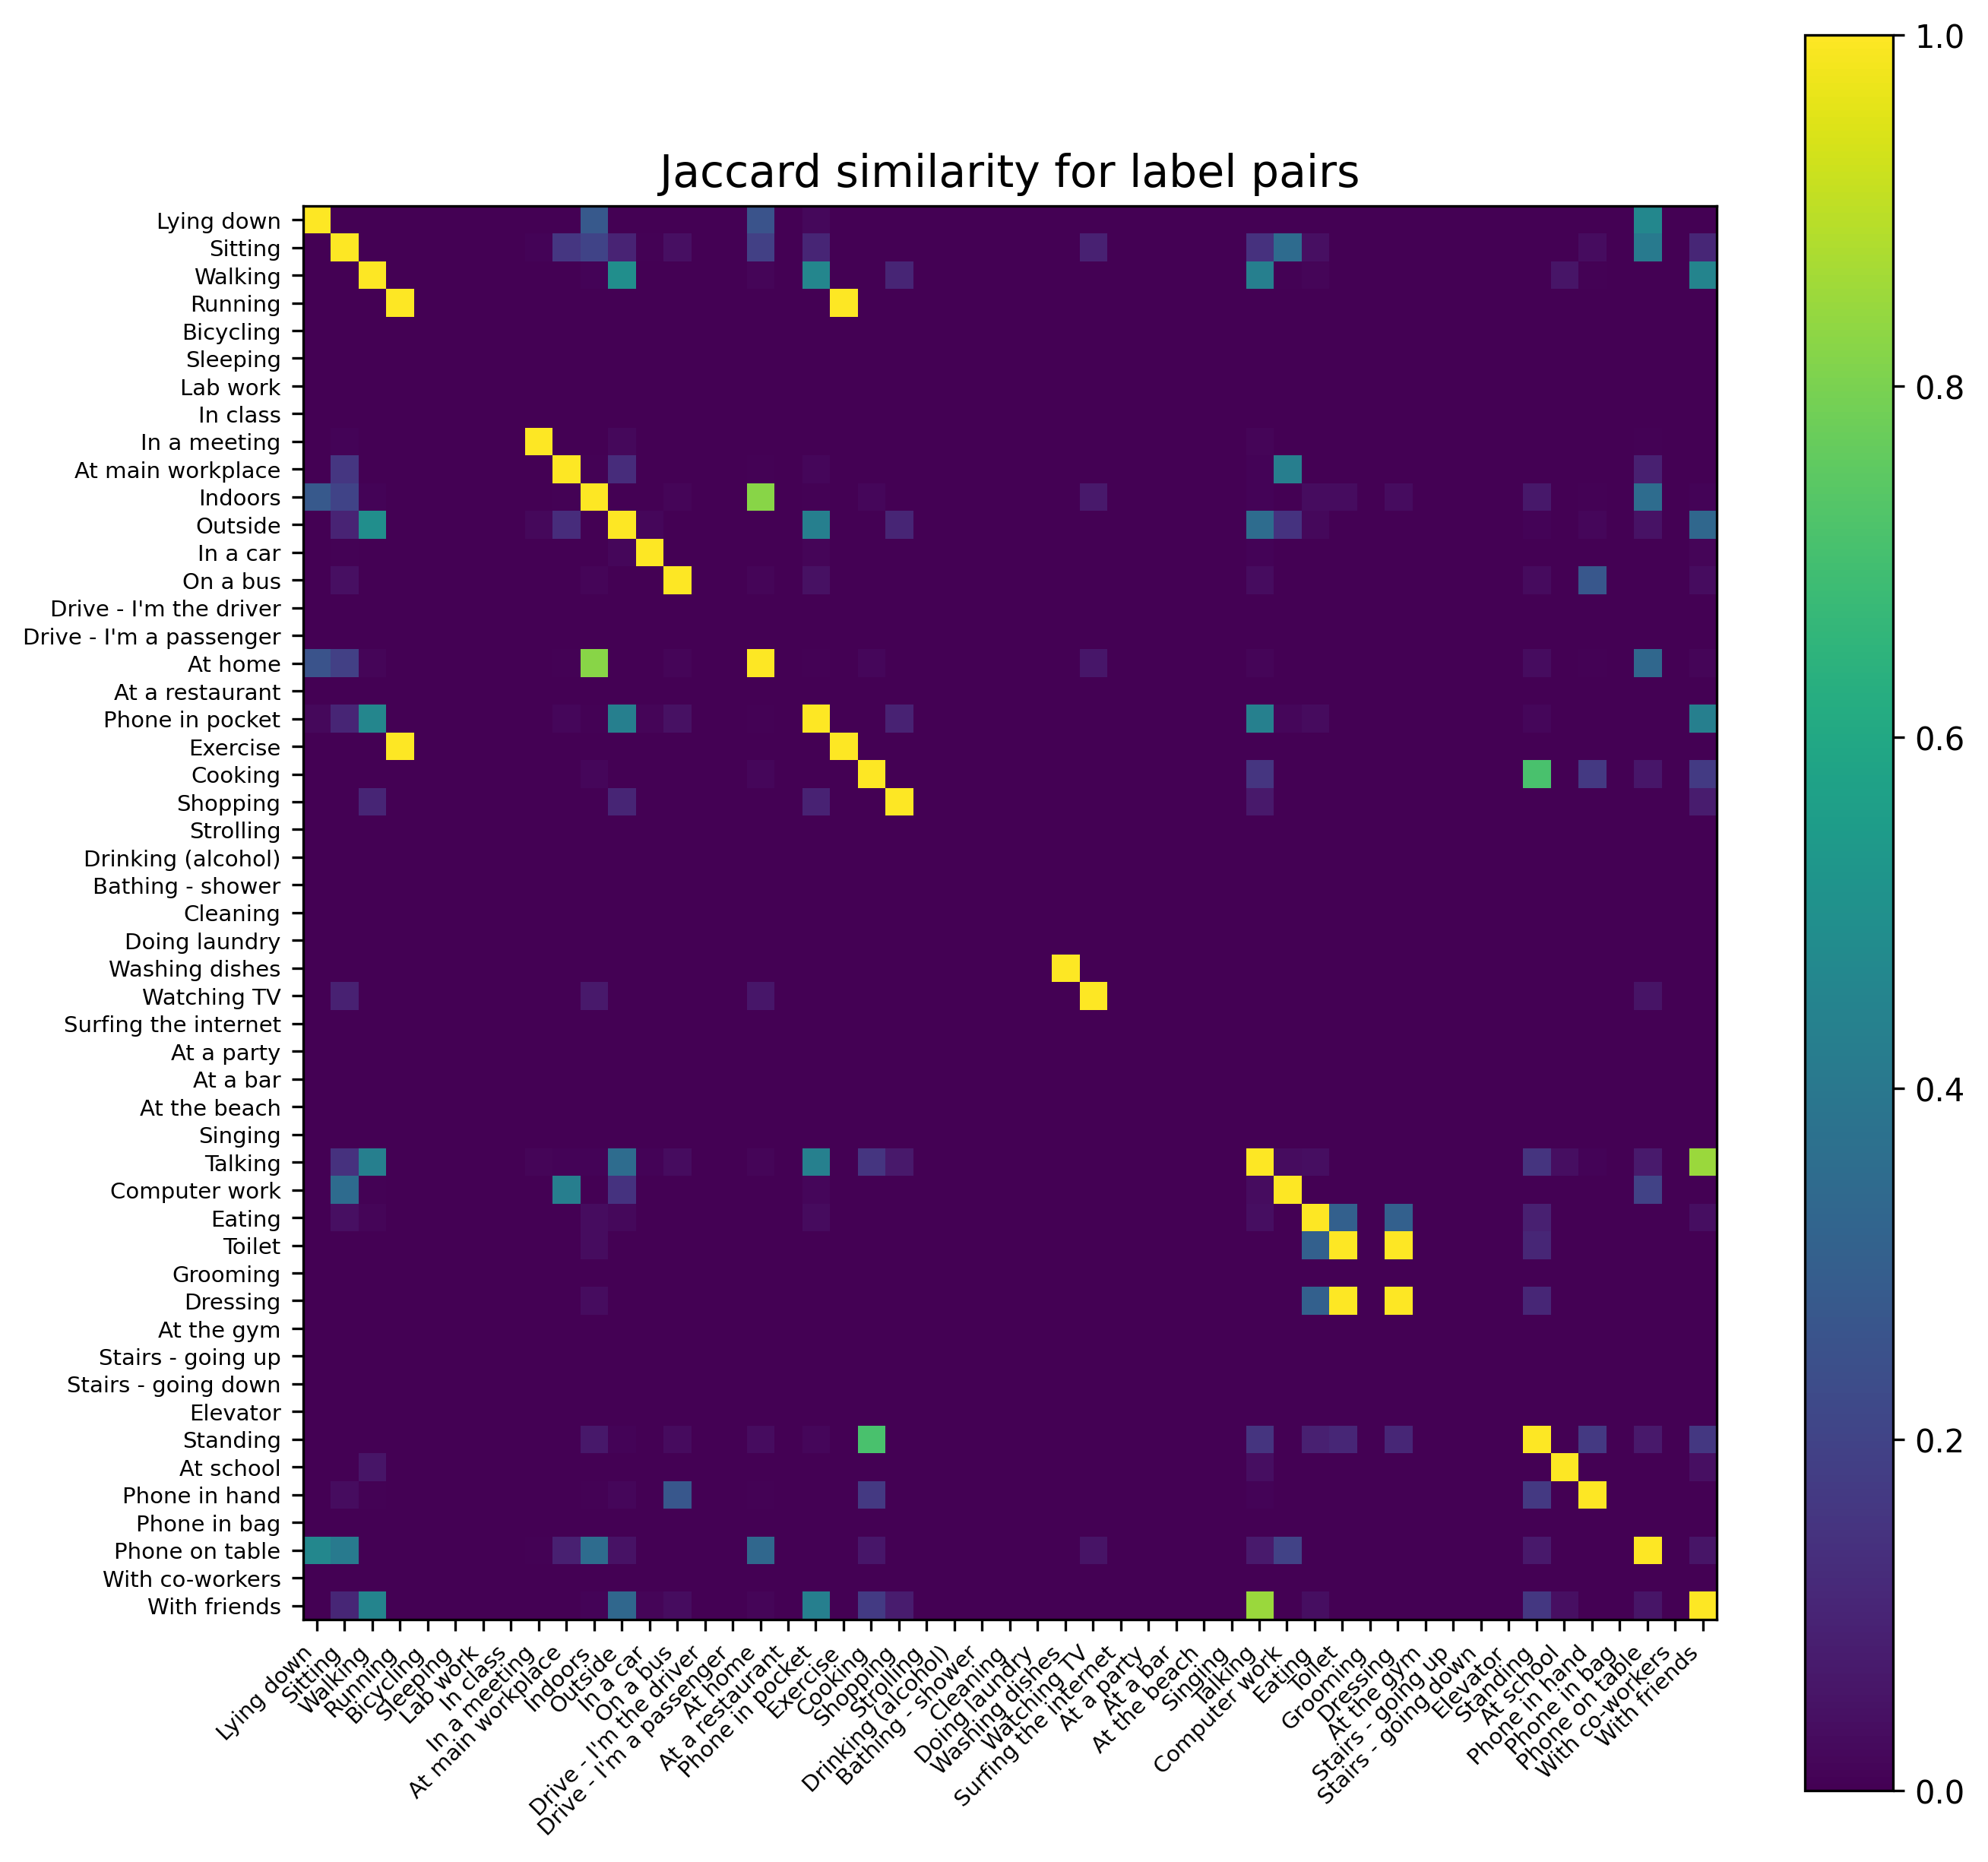 Jaccard similarity for label pairs
Lying down
Sitting
Walking
Running
Bicycling
Sleeping
Lab work
In class
In a meeting
At main workplace
Indoors
Outside
In a car
On a bus
Drive - I'm the driver
Drive - I'm a passenger
At home
At a restaurant
Phone in pocket
Exercise
Cooking
Shopping
Strolling
Drinking (alcohol)
Bathing - shower
Cleaning
Doing laundry
Washing dishes
Watching TV
Surfing the internet
At a party
At a bar
At the beach
Singing
Talking
Computer work
Eating
Toilet
Grooming
Dressing
At the gym
Stairs - going up
Stairs - going down
Elevator
Standing
At school
Phone in hand
Phone in bag
Phone on table
With co-workers
With friends
Lying down
Sitting
Walking
Running
Bicycling
Sleeping
Lab work
In class
In a meeting
At main workplace
Indoors
Outside
In a car
On a bus
Drive - I'm the driver
Drive - I'm a passenger
At home
At a restaurant
Phone in pocket
Exercise
Cooking
Shopping
Strolling
Drinking (alcohol)
Bathing - shower
Cleaning
Doing laundry
Washing dishes
Watching TV
Surfing the internet
At a party
At a bar
At the beach
Singing
Talking
Computer work
Eating
Toilet
Grooming
Dressing
At the gym
Stairs - going up
Stairs - going down
Elevator
Standing
At school
Phone in hand
Phone in bag
Phone on table
With co-workers
With friends
1.0
0.8
0.6
0.4
0.2
0.0